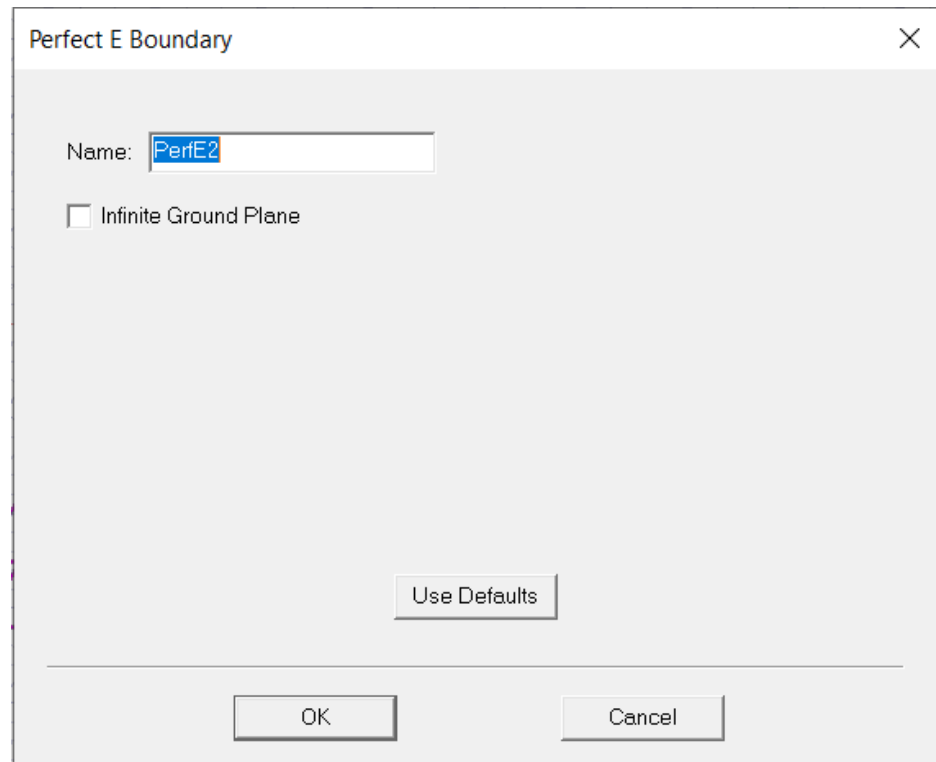 Perfect E Boundary
Name: PerfE2
Infinite Ground Plane
Use Defaults
OK Cancel